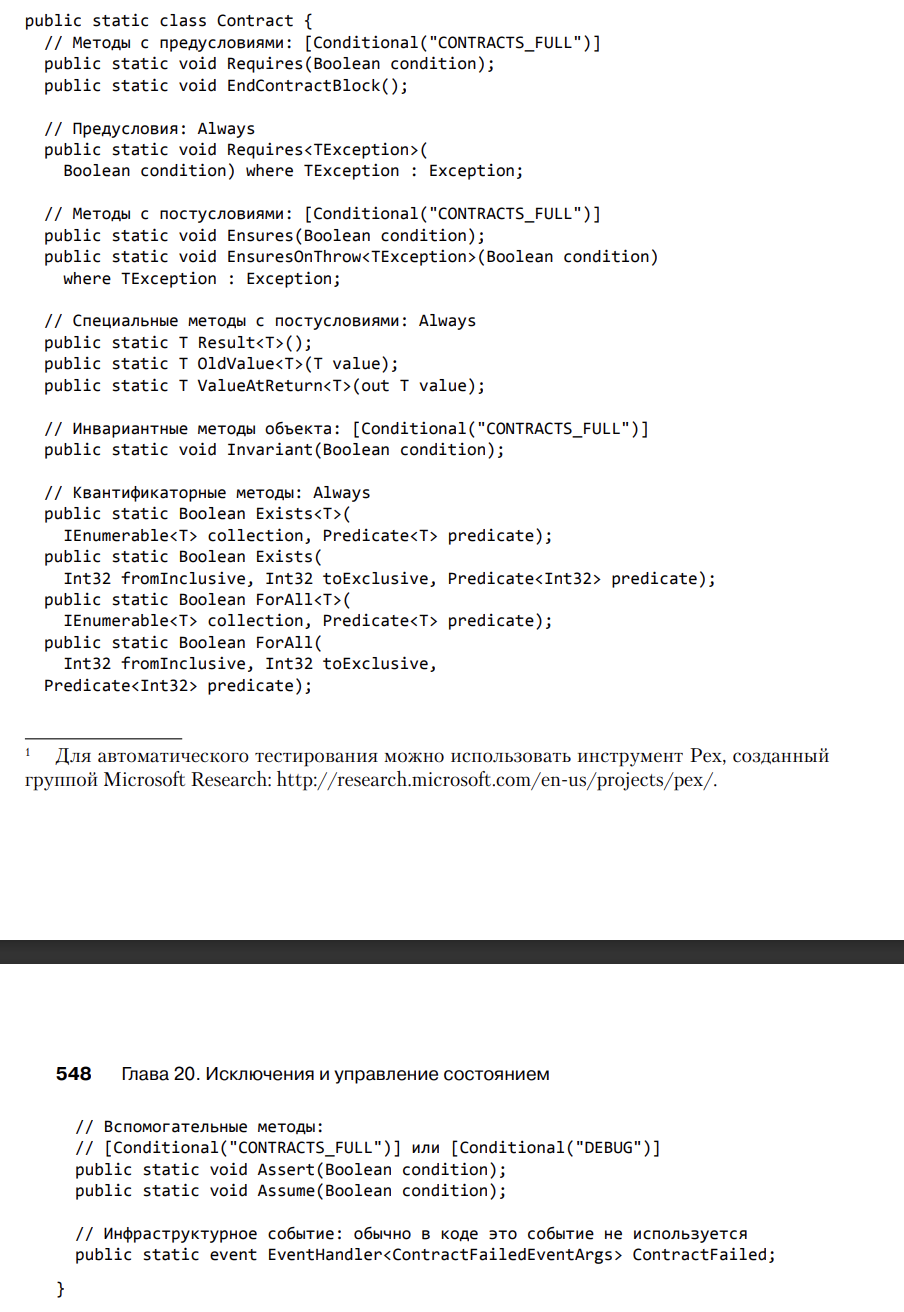 public static class Contract {
// Методы с предусловиями: [Conditional("CONTRACTS_FULL")]
public static void Requires(Boolean condition);
public static void EndContractBlock();
// Предусловия: Always
public static void Requires<TException>(
Boolean condition) where TException : Exception;
// Методы с постусловиями: [Conditional("CONTRACTS_FULL")]
public static void Ensures(Boolean condition);
public static void EnsuresOnThrow<TException>(Boolean condition)
where TException : Exception;
// Специальные методы с постусловиями: Always
public static T Result<T>();
public static T OldValue<T>(T value);
public static T ValueAtReturn<T>(out T value);
// Инвариантные методы объекта: [Conditional("CONTRACTS_FULL")]
public static void Invariant(Boolean condition);
// Квантификаторные методы: Always
public static Boolean Exists<T>(
IEnumerable<T> collection, Predicate<T> predicate);
public static Boolean Exists(
Int32 fromInclusive, Int32 toExclusive, Predicate<Int32> predicate);
public static Boolean ForAll<T>(
IEnumerable<T> collection, Predicate<T> predicate);
public static Boolean ForAll(
Int32 fromInclusive, Int32 toExclusive,
Predicate<Int32> predicate);
1 Для автоматического тестирования можно использовать инструмент Pex, созданный
группой Microsoft Research: http://research.microsoft.com/en-us/projects/pex/.
548 Глава 20. Исключения и управление состоянием
// Вспомогательные методы:
// [Conditional("CONTRACTS_FULL")] или [Conditional("DEBUG")]
public static void Assert(Boolean condition);
public static void Assume(Boolean condition);
// Инфраструктурное событие: обычно в коде это событие не используется
public static event EventHandler<ContractFailedEventArgs> ContractFailed;
}